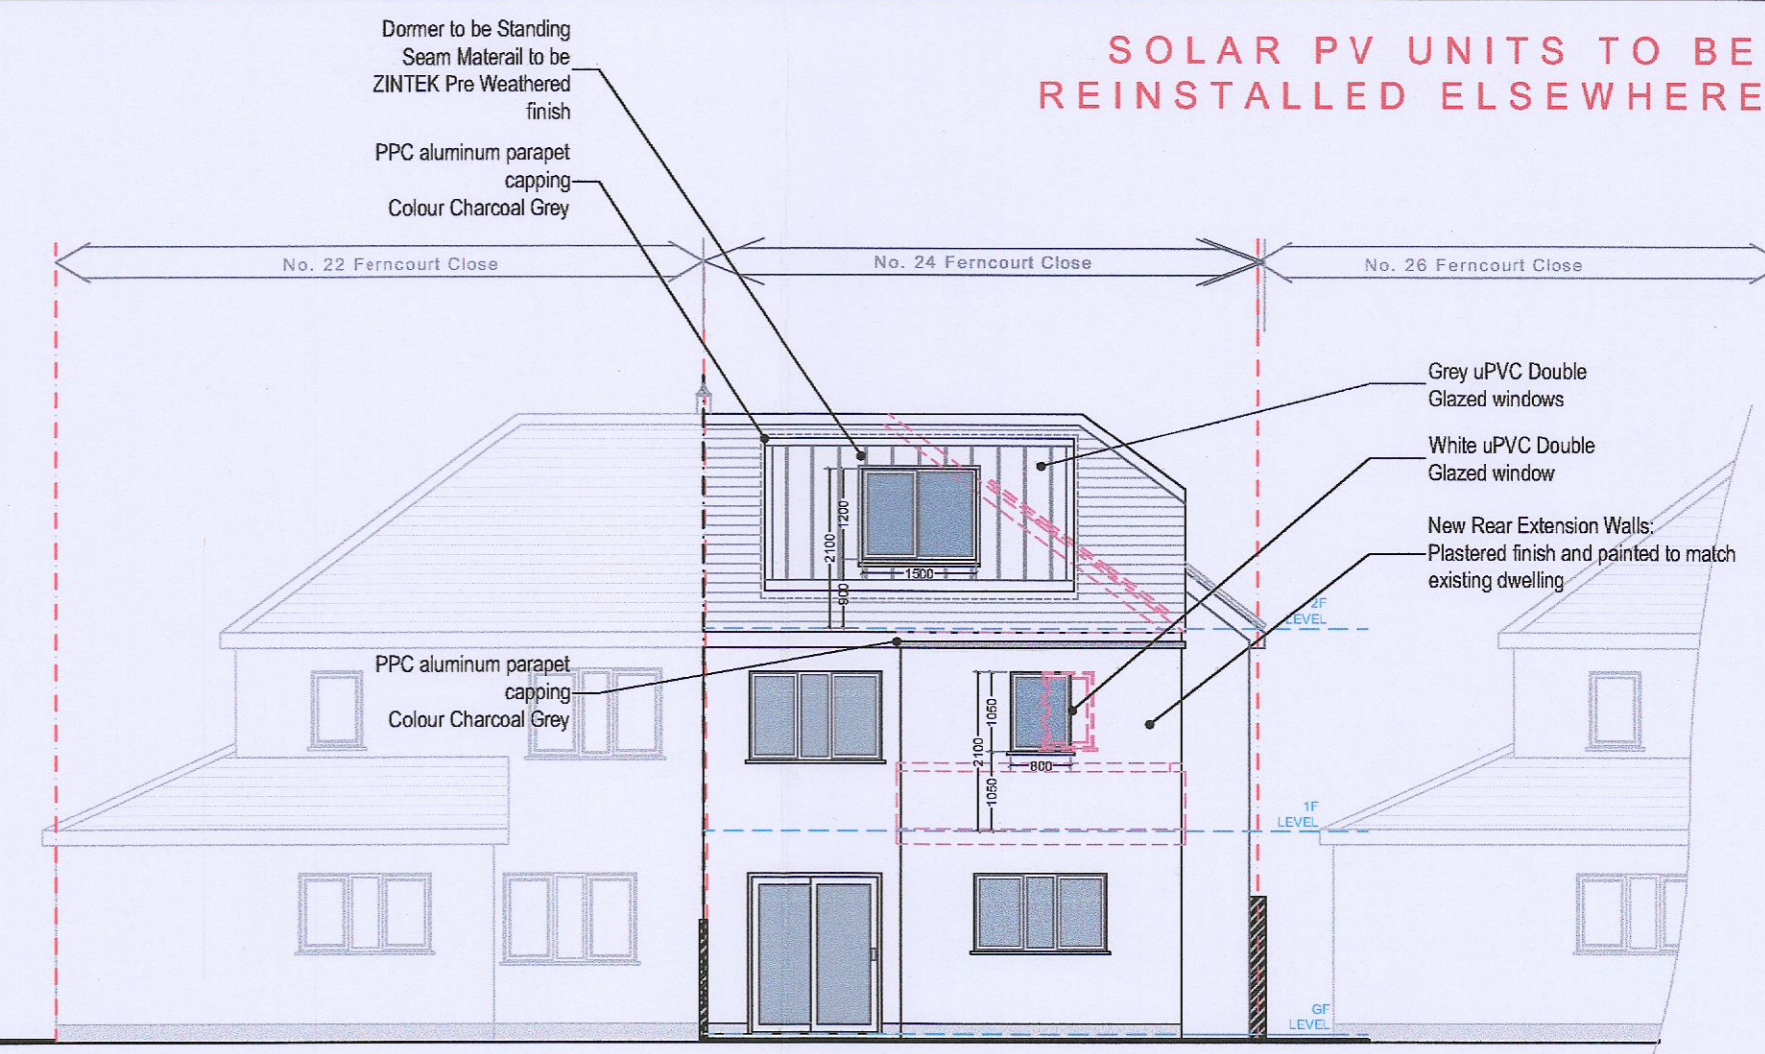 Dormer to be Standing
Seam Materail to be
ZINTEK Pre Weathered
finish
PPC aluminum parapet
capping
Colour Charcoal Grey
SOLAR PV UNITS TO BE
REINSTALLED ELSEWHERE
No. 22 Ferncourt Close
No. 24 Ferncourt Close
No. 26 Ferncourt Close
Grey uPVC Double
Glazed windows
White uPVC Double
Glazed window
New Rear Extension Walls:
Plastered finish and painted to match
existing dwelling
2100
1200
900
1500
2F
LEVEL
PPC aluminum parapet
capping
Colour Charcoal Grey
2100
1050
1050
800
1F
LEVEL
GF
LEVEL